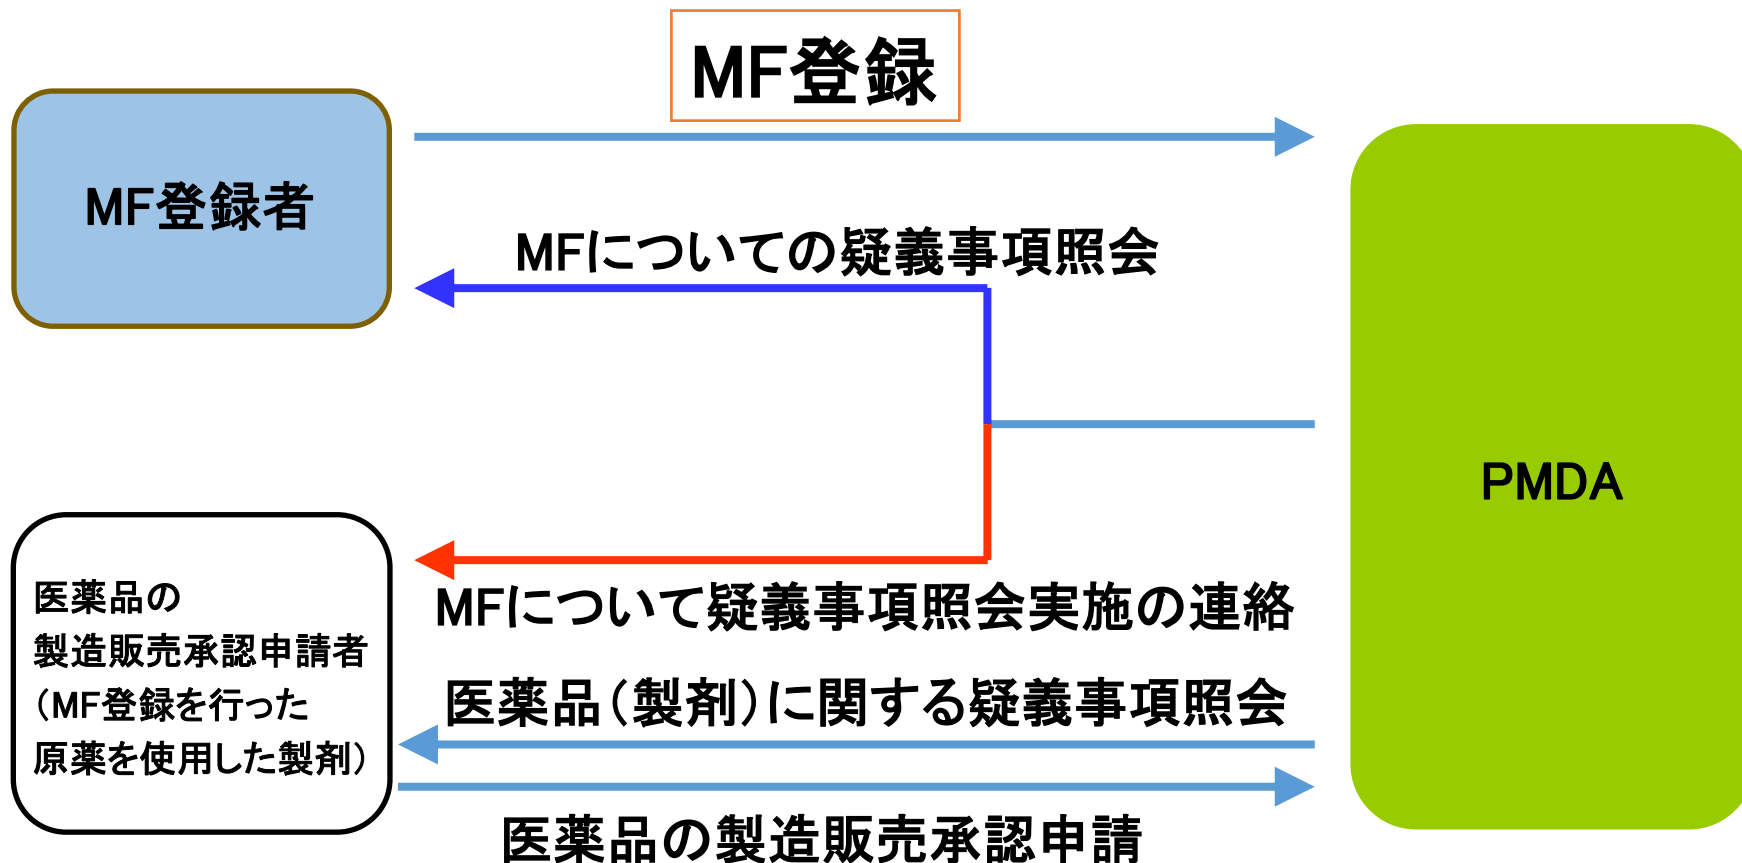 MF登録
MF登録者
MFについての疑義事項照会
PMDA
医薬品の
製造販売承認申請者
（MF登録を行った
原薬を使用した製剤）
MFについて疑義事項照会実施の連絡
医薬品（製剤）に関する疑義事項照会
医薬品の製造販売承認申請